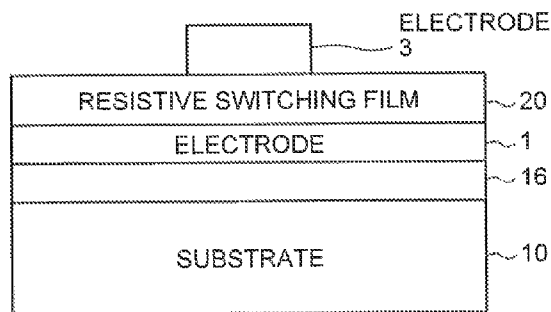 ELECTRODE
3
RESISTIVE SWITCHING FILM
20
ELECTRODE
1
16
SUBSTRATE
10